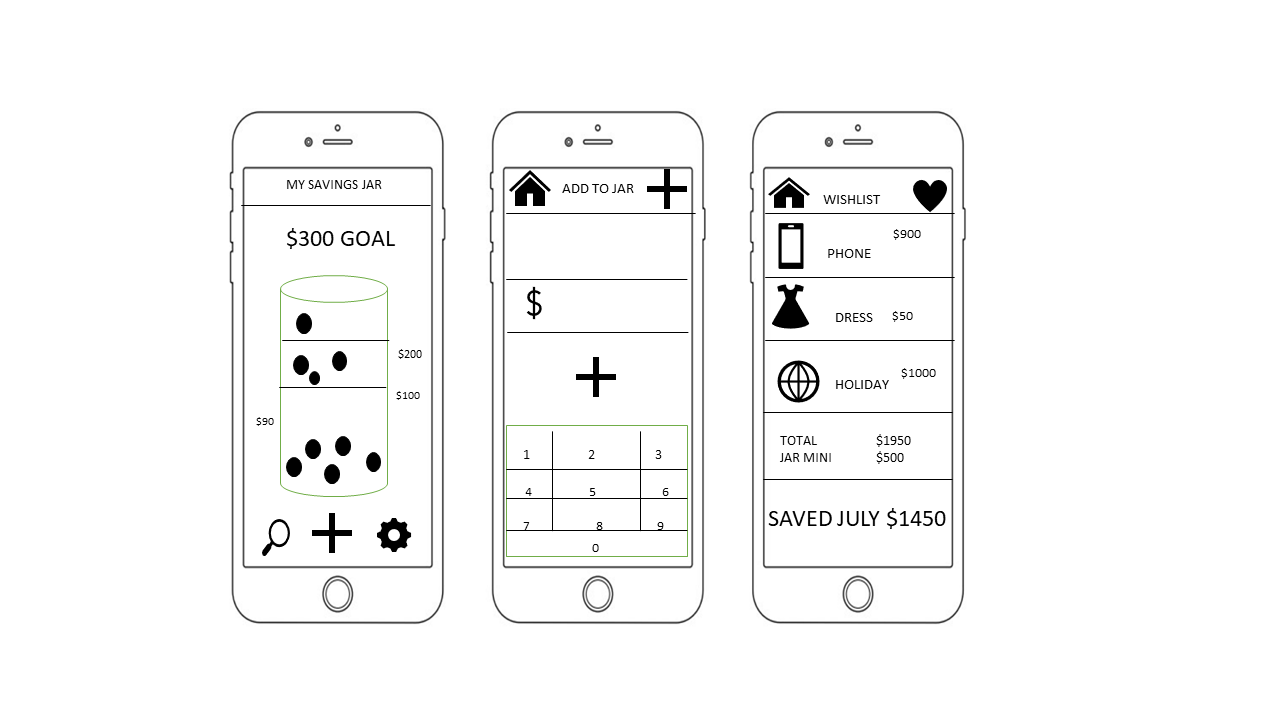 MY SAVINGS JAR
$300 GOAL
$200
$100
$90
ADD TO JAR
$
1 2 3
4 5 6
7 8 9
0
WISHLIST
$900
PHONE
DRESS $50
$1000
HOLIDAY
TOTAL $1950
JAR MINI $500
SAVED JULY $1450